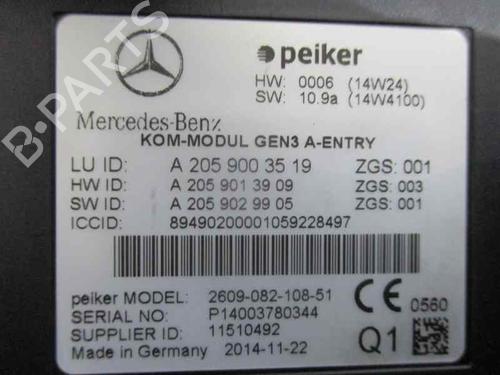 peiker
HW: 0006 (14W24)
SW: 10.9a (14W4100)
Mercedes-Benz
KOM-MODUL GEN3 A-ENTRY
LU ID: A 205 900 35 19 ZGS: 001
HW ID: A 205 901 39 09 ZGS: 003
SW ID: A 205 902 99 05 ZGS: 001
ICCID: 89490200001059228497
peiker MODEL: 2609-082-108-51
SERIAL NO: P14003780344
SUPPLIER ID: 11510492
Made in Germany 2014-11-22
CE 0560
Q1
B-PARTS